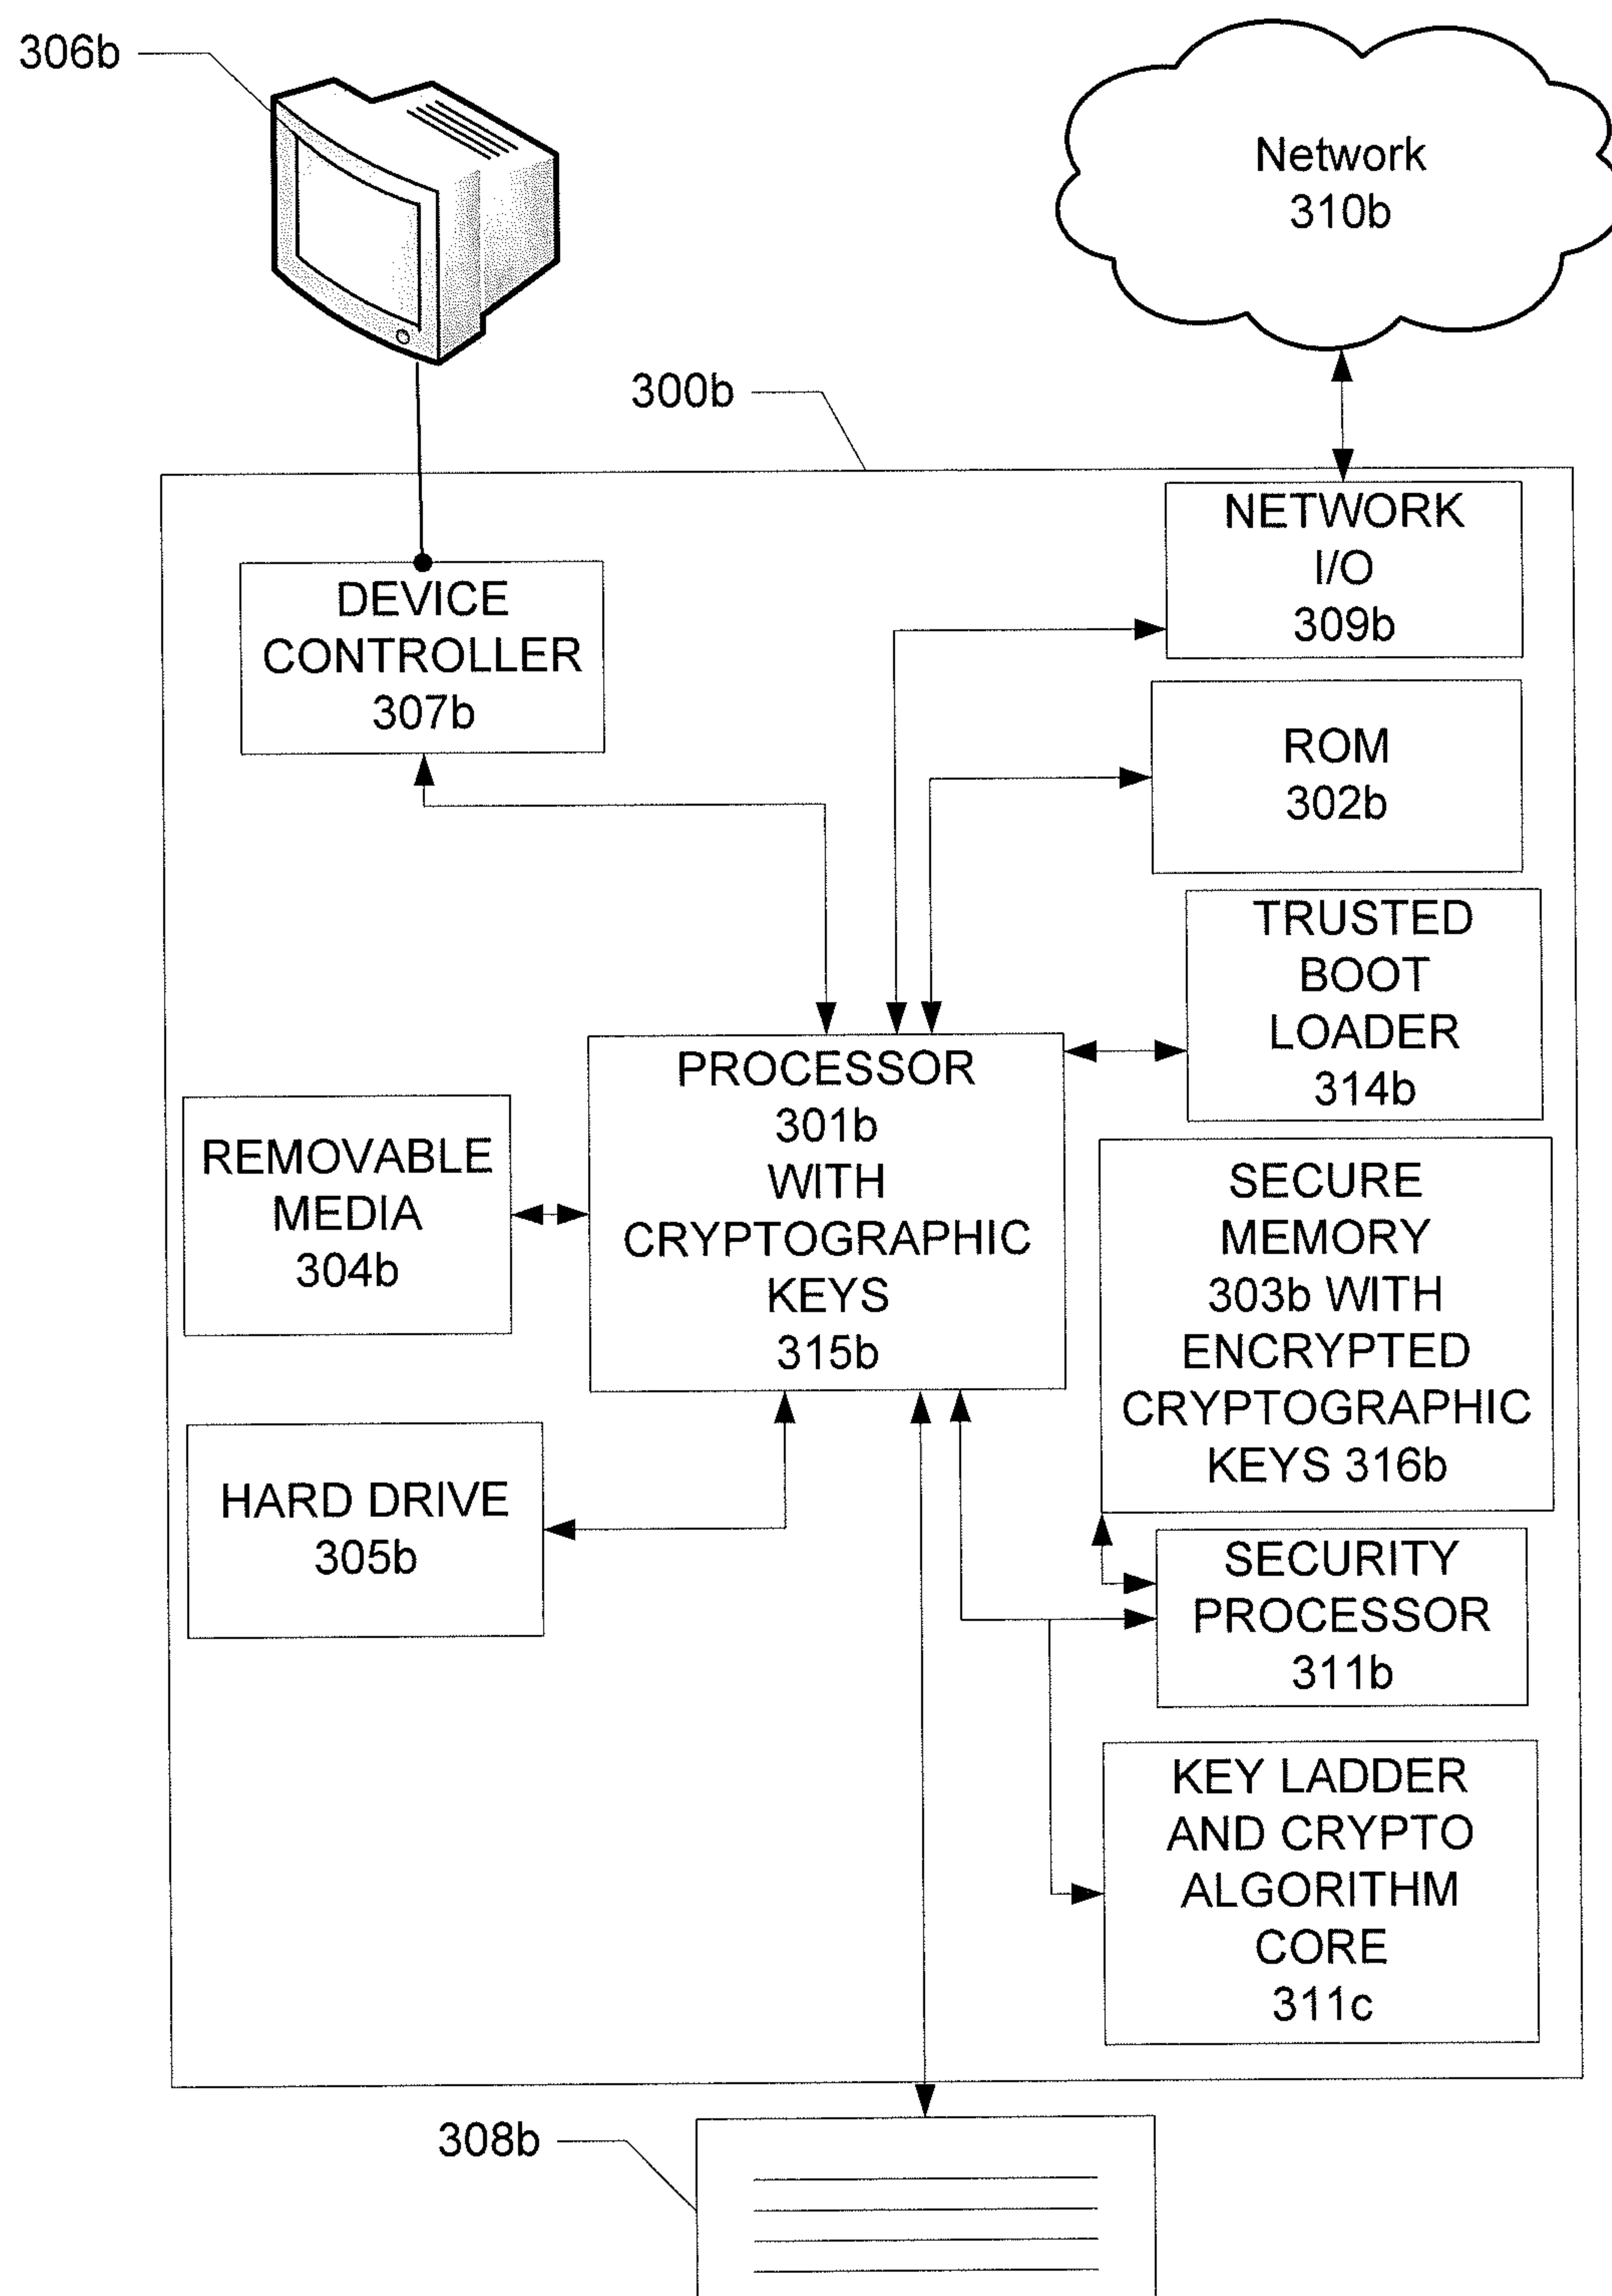 306b
Network
310b
300b
NETWORK
I/O
309b
DEVICE
CONTROLLER
307b
ROM
302b
TRUSTED
BOOT
LOADER
314b
PROCESSOR
301b
WITH
CRYPTOGRAPHIC
KEYS
315b
REMOVABLE
MEDIA
304b
SECURE
MEMORY
303b WITH
ENCRYPTED
CRYPTOGRAPHIC
KEYS 316b
HARD DRIVE
305b
SECURITY
PROCESSOR
311b
KEY LADDER
AND CRYPTO
ALGORITHM
CORE
311c
308b